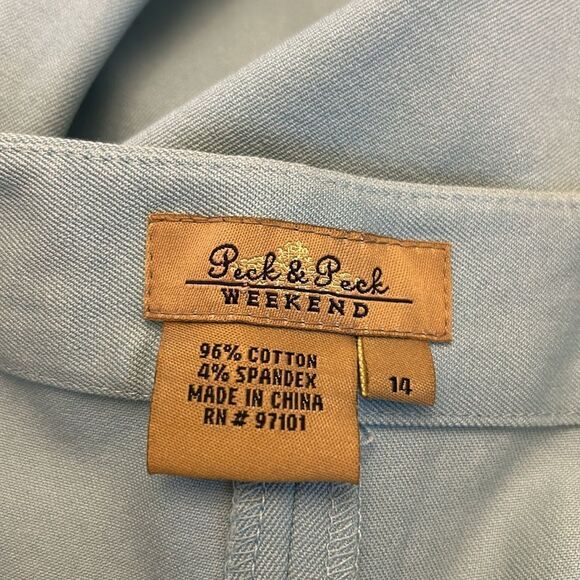 Peck & Peck
WEEKEND
96% COTTON
4% SPANDEX
MADE IN CHINA
RN # 97101
14